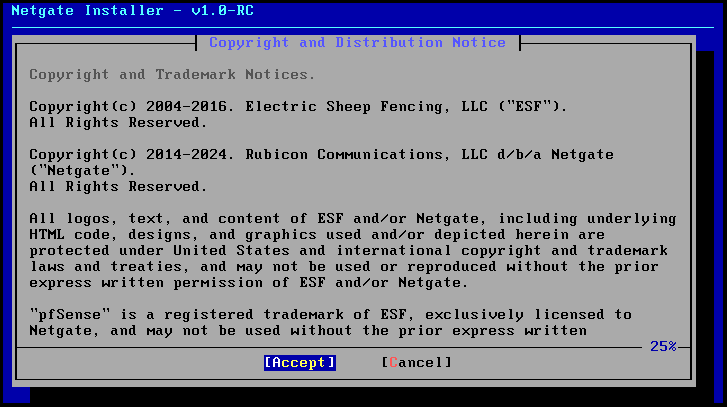 Netgate Installer - v1.0-RC
Copyright and Distribution Notice
Copyright and Trademark Notices.
Copyright(c) 2004-2016. Electric Sheep Fencing, LLC ("ESF").
All Rights Reserved.
Copyright(c) 2014-2024. Rubicon Communications, LLC d/b/a Netgate
("Netgate").
All Rights Reserved.
All logos, text, and content of ESF and/or Netgate, including underlying
HTML code, designs, and graphics used and/or depicted herein are
protected under United States and international copyright and trademark
laws and treaties, and may not be used or reproduced without the prior
express written permission of ESF and/or Netgate.
"pfSense" is a registered trademark of ESF, exclusively licensed to
Netgate, and may not be used without the prior express written
25%
[Accept] [Cancel]